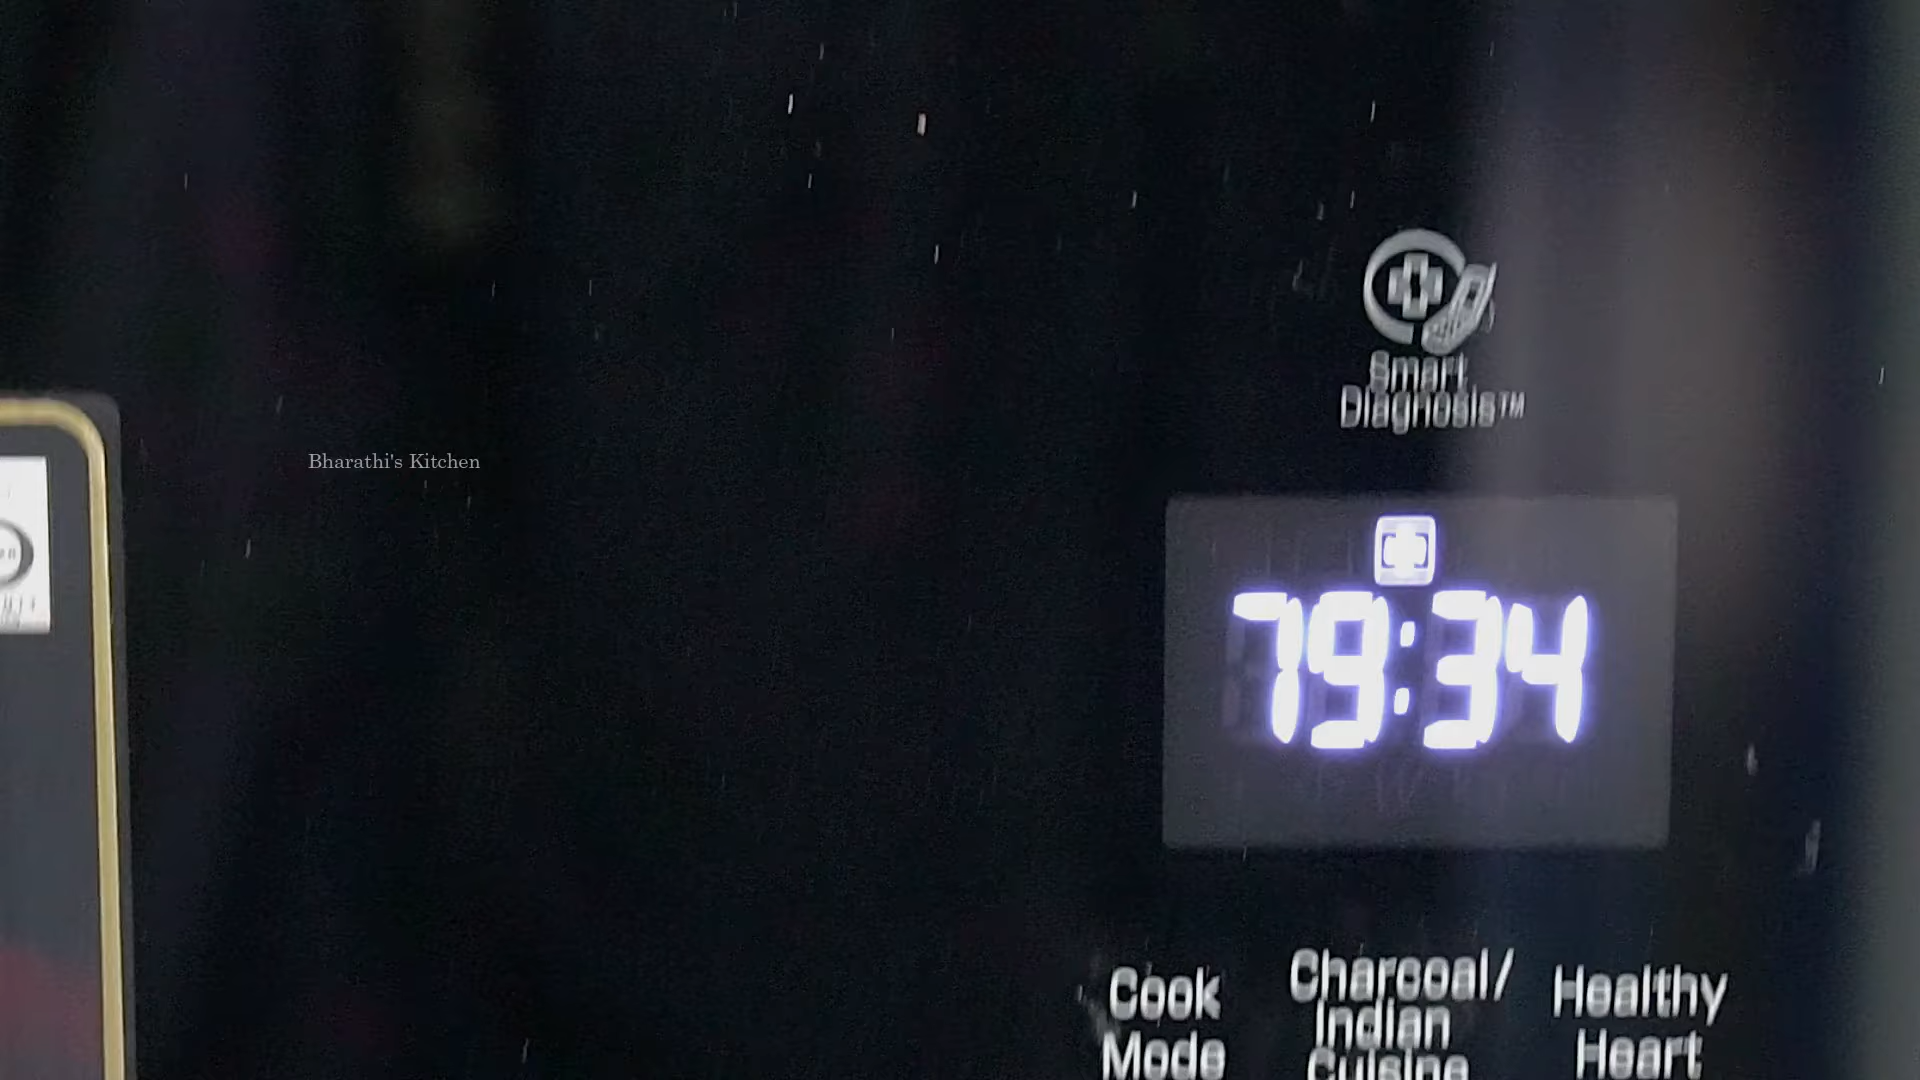 Smart
Diagnosis™
Bharathi's Kitchen
79:34
Cook
Mode
Charcoal/
Indian
Cuisine
Healthy
Heart